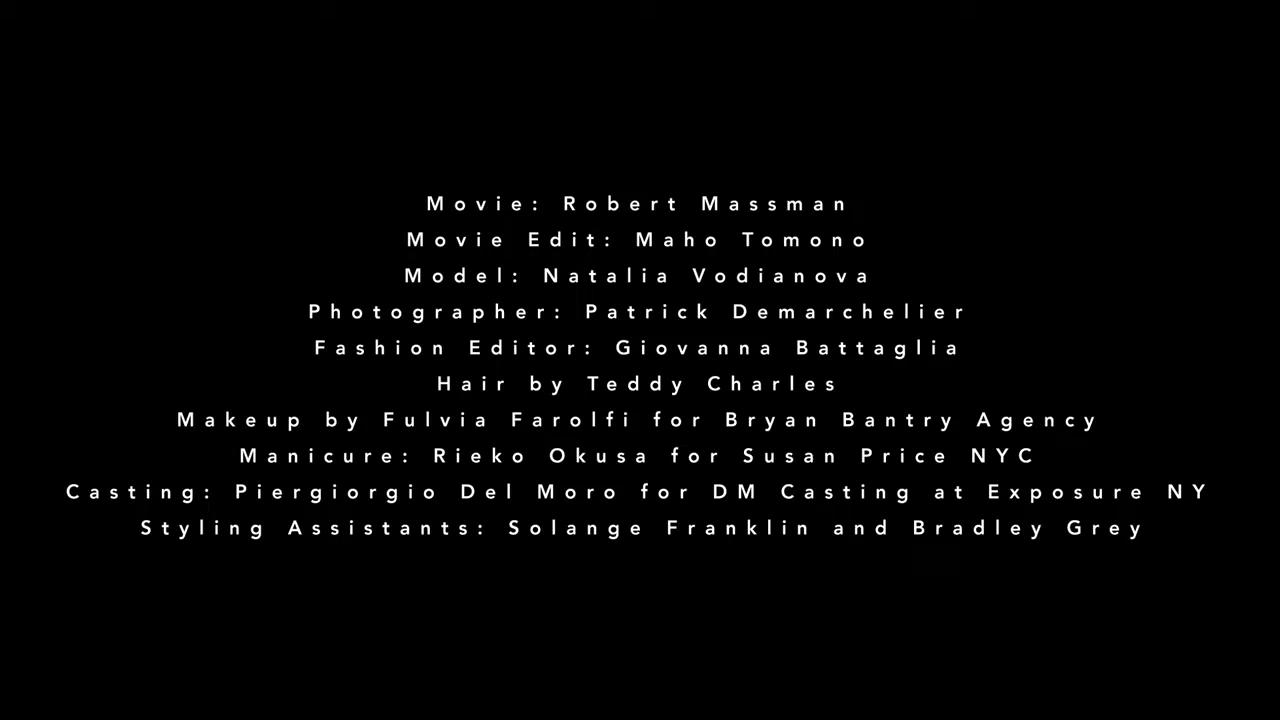 Movie: Robert Massman
Movie Edit: Maho Tomono
Model: Natalia Vodianova
Photographer: Patrick Demarchelier
Fashion Editor: Giovanna Battaglia
Hair by Teddy Charles
Makeup by Fulvia Farolfi for Bryan Bantry Agency
Manicure: Rieko Okusa for Susan Price NYC
Casting: Piergiorgio Del Moro for DM Casting at Exposure NY
Styling Assistants: Solange Franklin and Bradley Grey